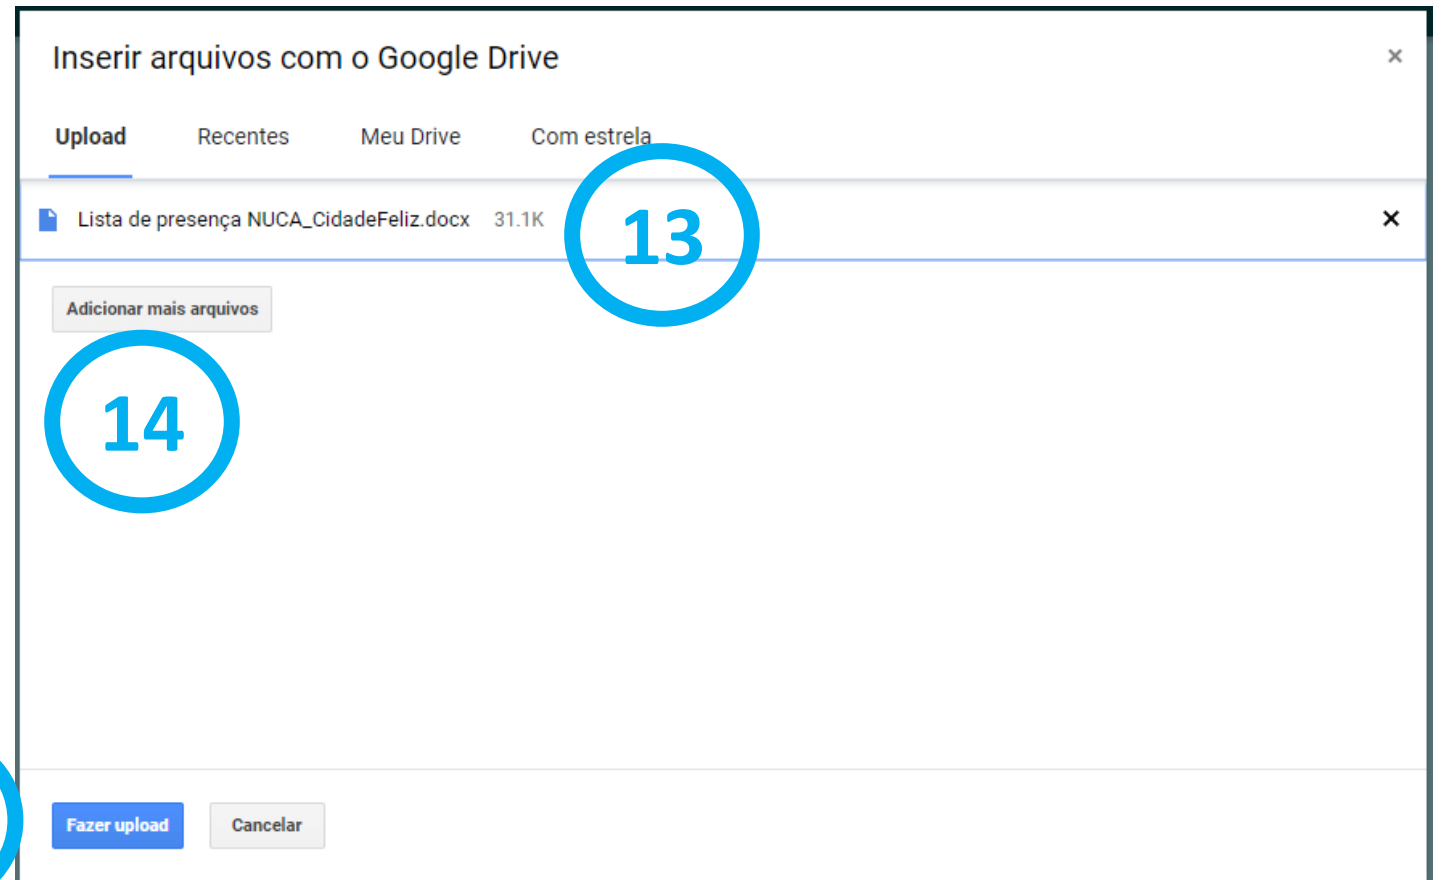 Inserir arquivos com o Google Drive
Upload Recentes Meu Drive Com estrela
Lista de presença NUCA_CidadeFeliz.docx 31.1K
13
Adicionar mais arquivos
14
Fazer upload Cancelar